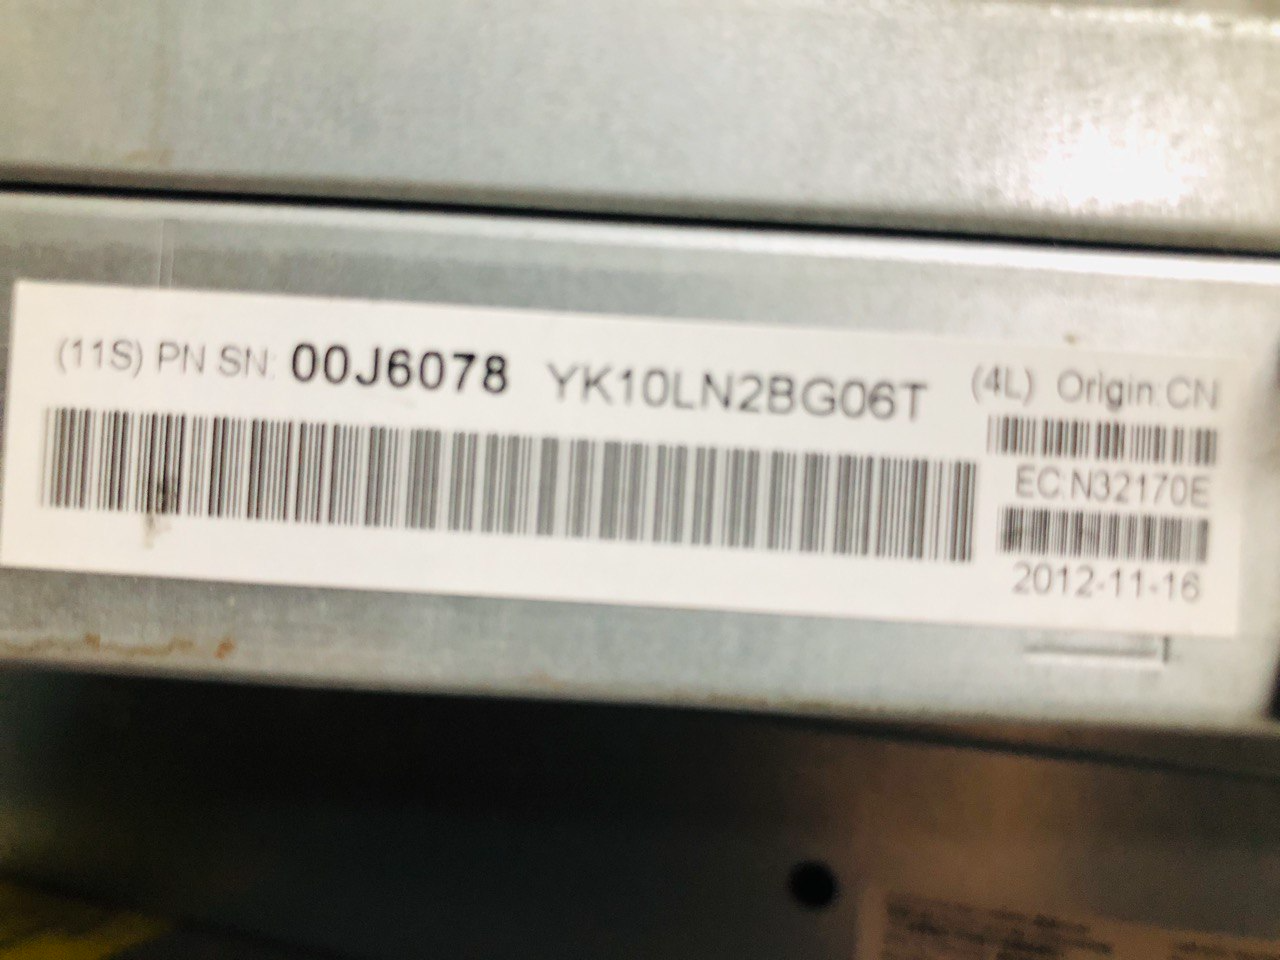 (11S) PN SN: 00J6078 YK10LN2BG06T (4L) Origin:CN
EC:N32170E
2012-11-16